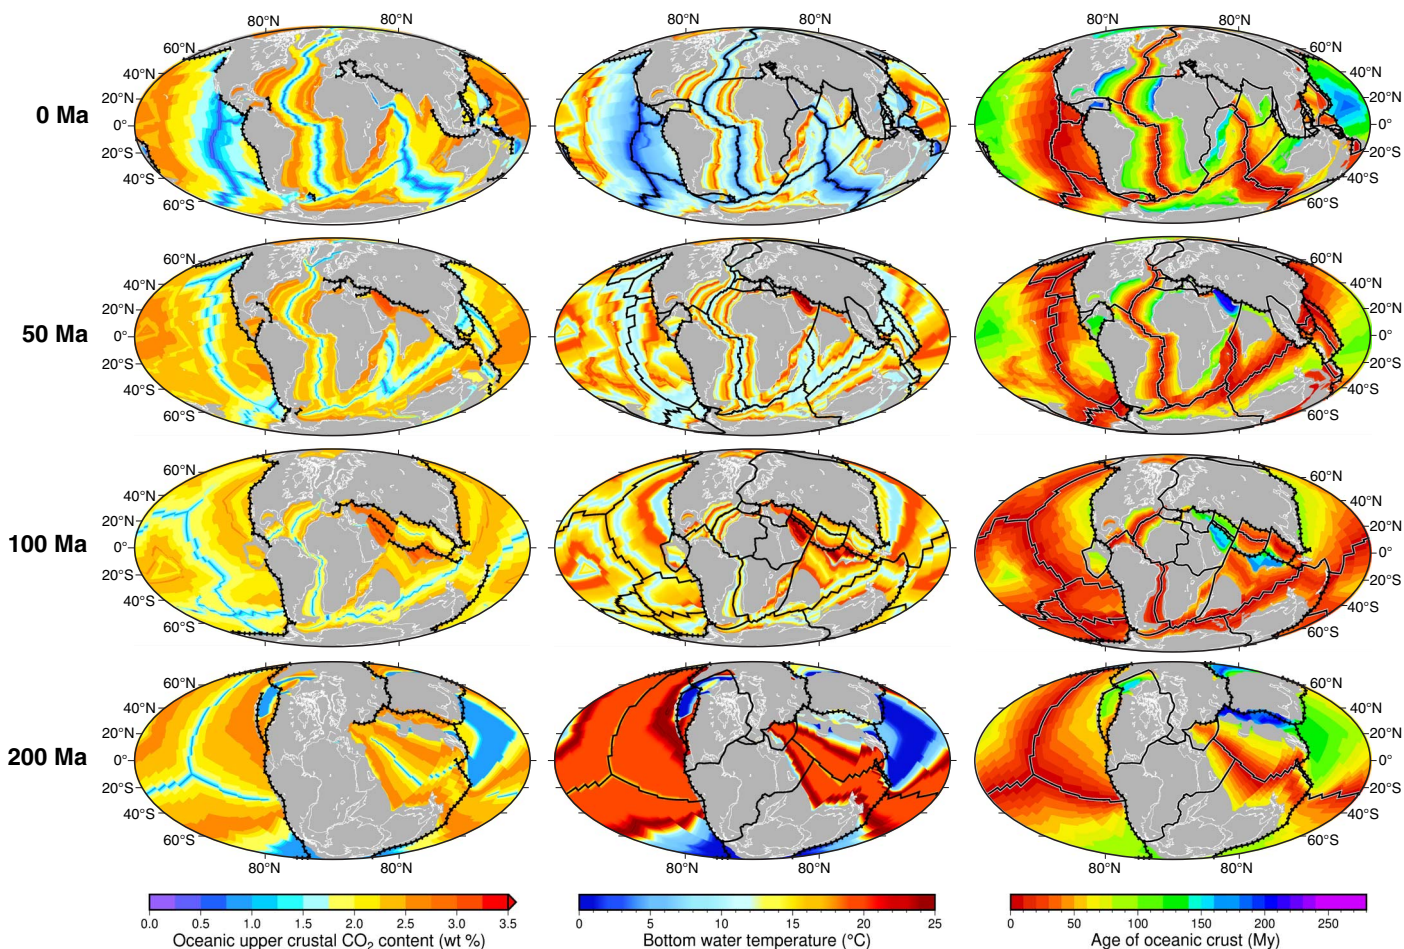 80°N 80°N 80°N 80°N 80°N 80°N
60°N 60°N
40°N 40°N
20°N 20°N
0 Ma 0° 0°
20°S 20°S
40°S 40°S
60°S 60°S
60°N 60°N
40°N 40°N
20°N 20°N
50 Ma 0° 0°
20°S 20°S
40°S 40°S
60°S 60°S
60°N 60°N
40°N 40°N
20°N 20°N
100 Ma 0° 0°
20°S 20°S
40°S 40°S
60°S 60°S
60°N 60°N
40°N 40°N
20°N 20°N
200 Ma 0° 0°
20°S 20°S
40°S 40°S
60°S 60°S
80°N 80°N 80°N 80°N 80°N 80°N
0.0 0.5 1.0 1.5 2.0 2.5 3.0 3.5 0 5 10 15 20 25 0 50 100 150 200 250
Oceanic upper crustal CO₂ content (wt %) Bottom water temperature (°C) Age of oceanic crust (My)